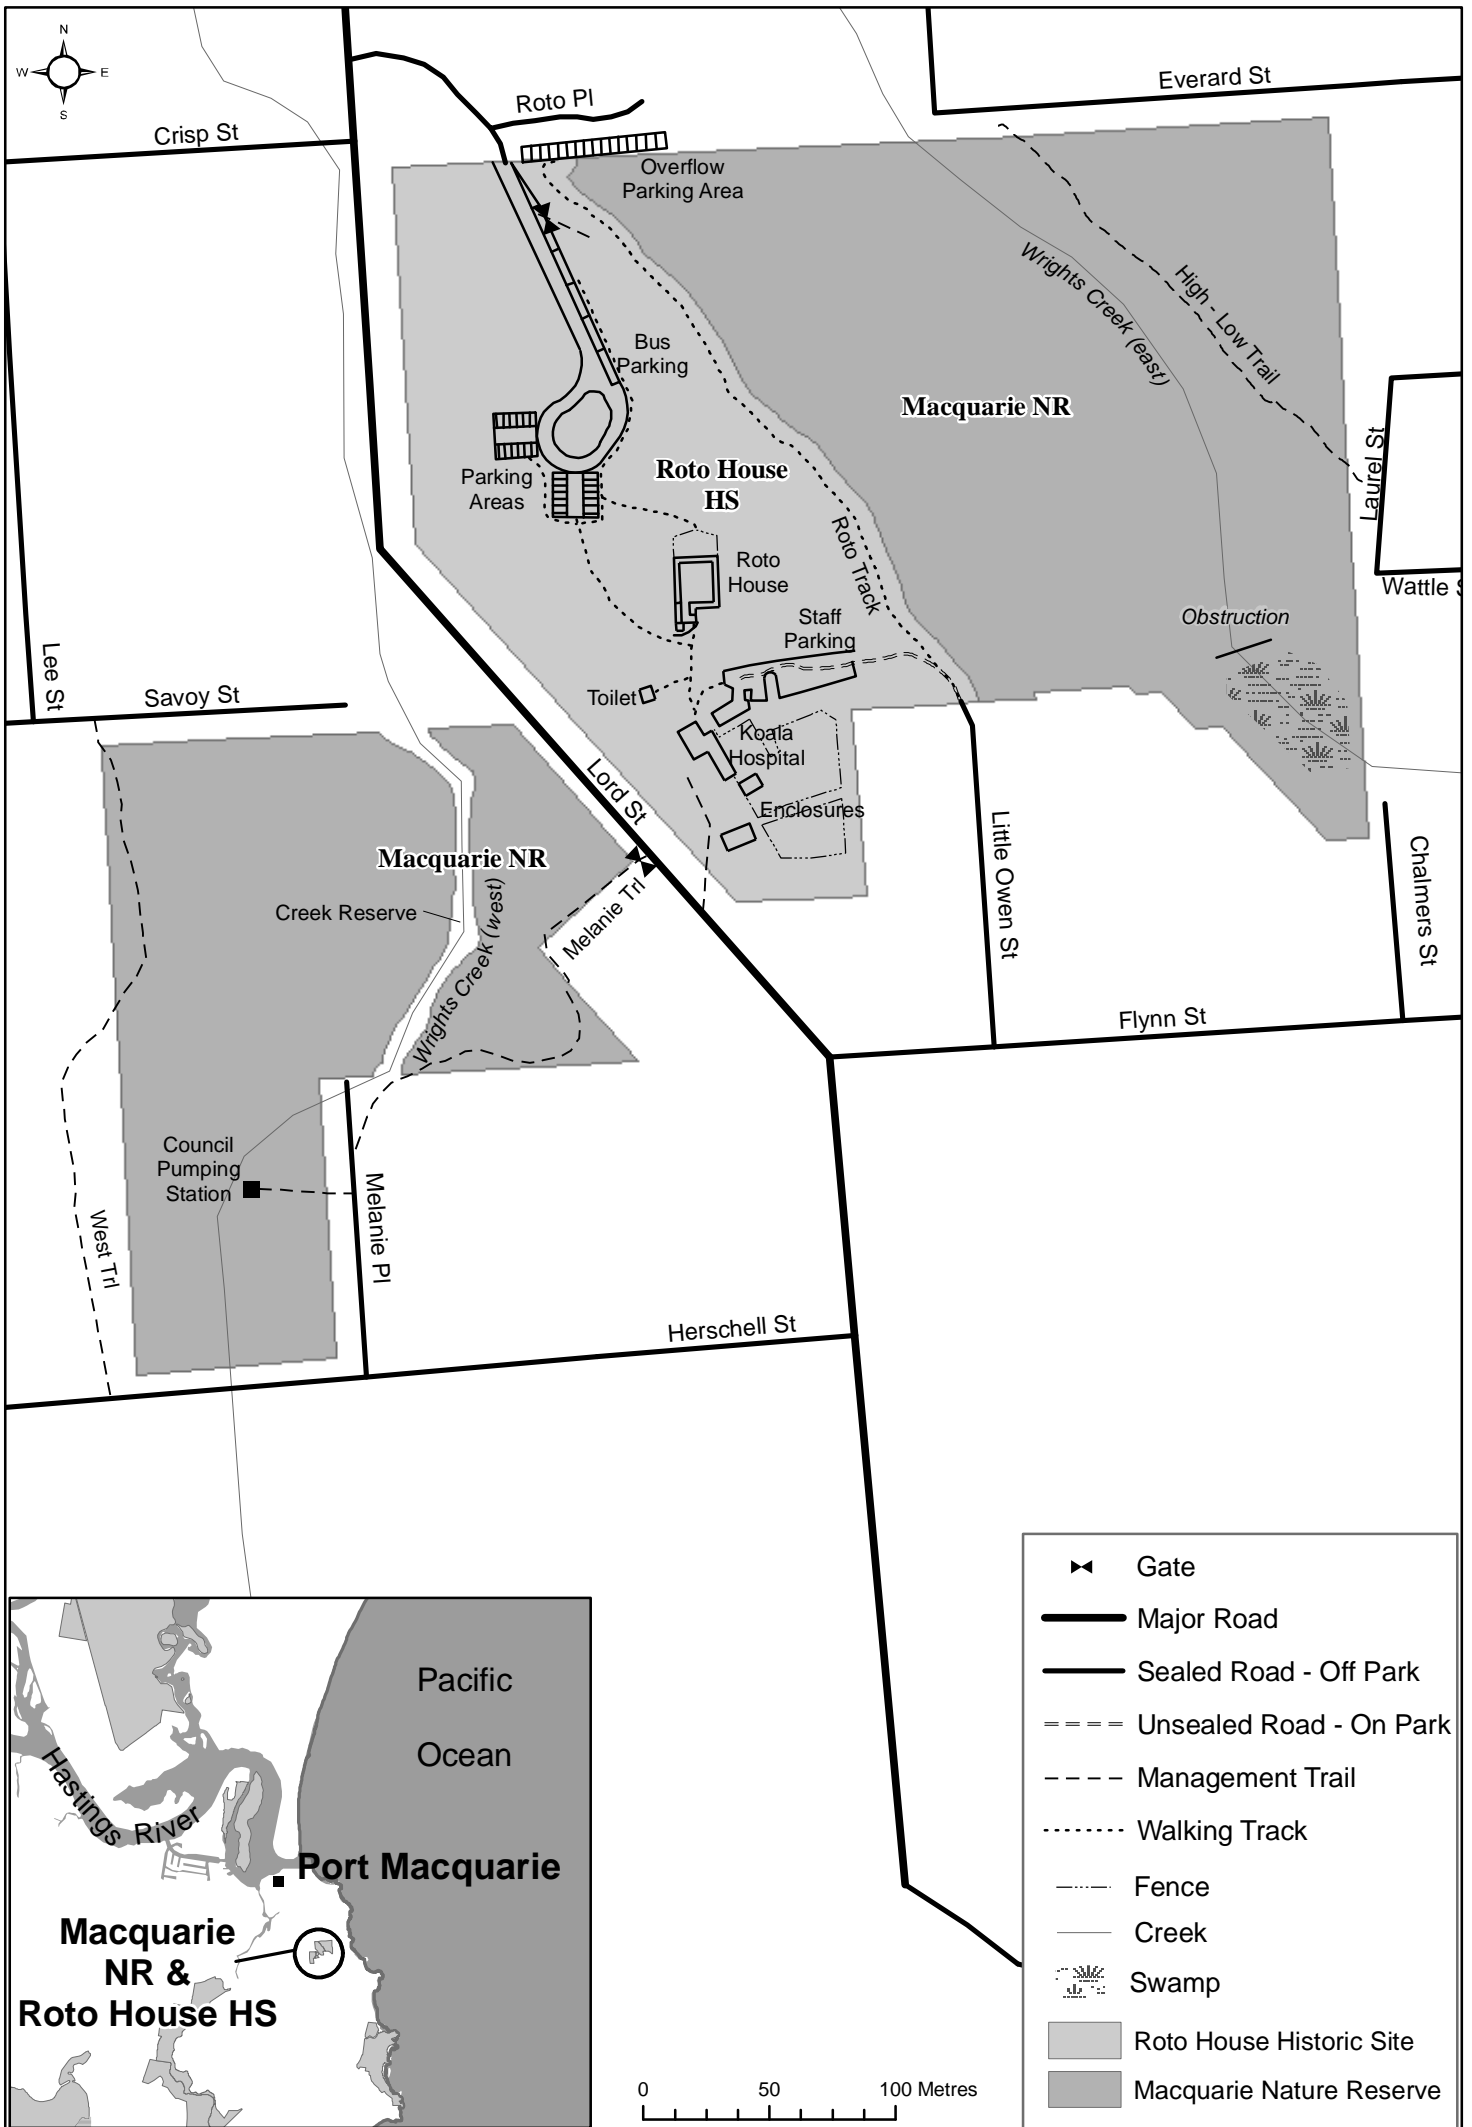 N
W
E
S
Crisp St
Roto Pl
Everard St
Overflow
Parking Area
Wrights Creek (east)
High - Low Trail
Bus
Parking
Macquarie NR
Parking
Areas
Roto House
HS
Laurel St
Roto Track
Roto
House
Wattle
Obstruction
Staff
Parking
Lee St
Savoy St
Toilet
Koala
Hospital
Lord St
Enclosures
Little Owen St
Chalmers St
Macquarie NR
Creek Reserve
Wrights Creek (west)
Melanie Trl
Flynn St
Council
Pumping
Station
Melanie Pl
West Trl
Herschell St
Gate
Major Road
Sealed Road - Off Park
Unsealed Road - On Park
Management Trail
Walking Track
Fence
Creek
Swamp
Roto House Historic Site
Macquarie Nature Reserve
Pacific
Ocean
Hastings River
Port Macquarie
Macquarie
NR &
Roto House HS
0 50 100 Metres